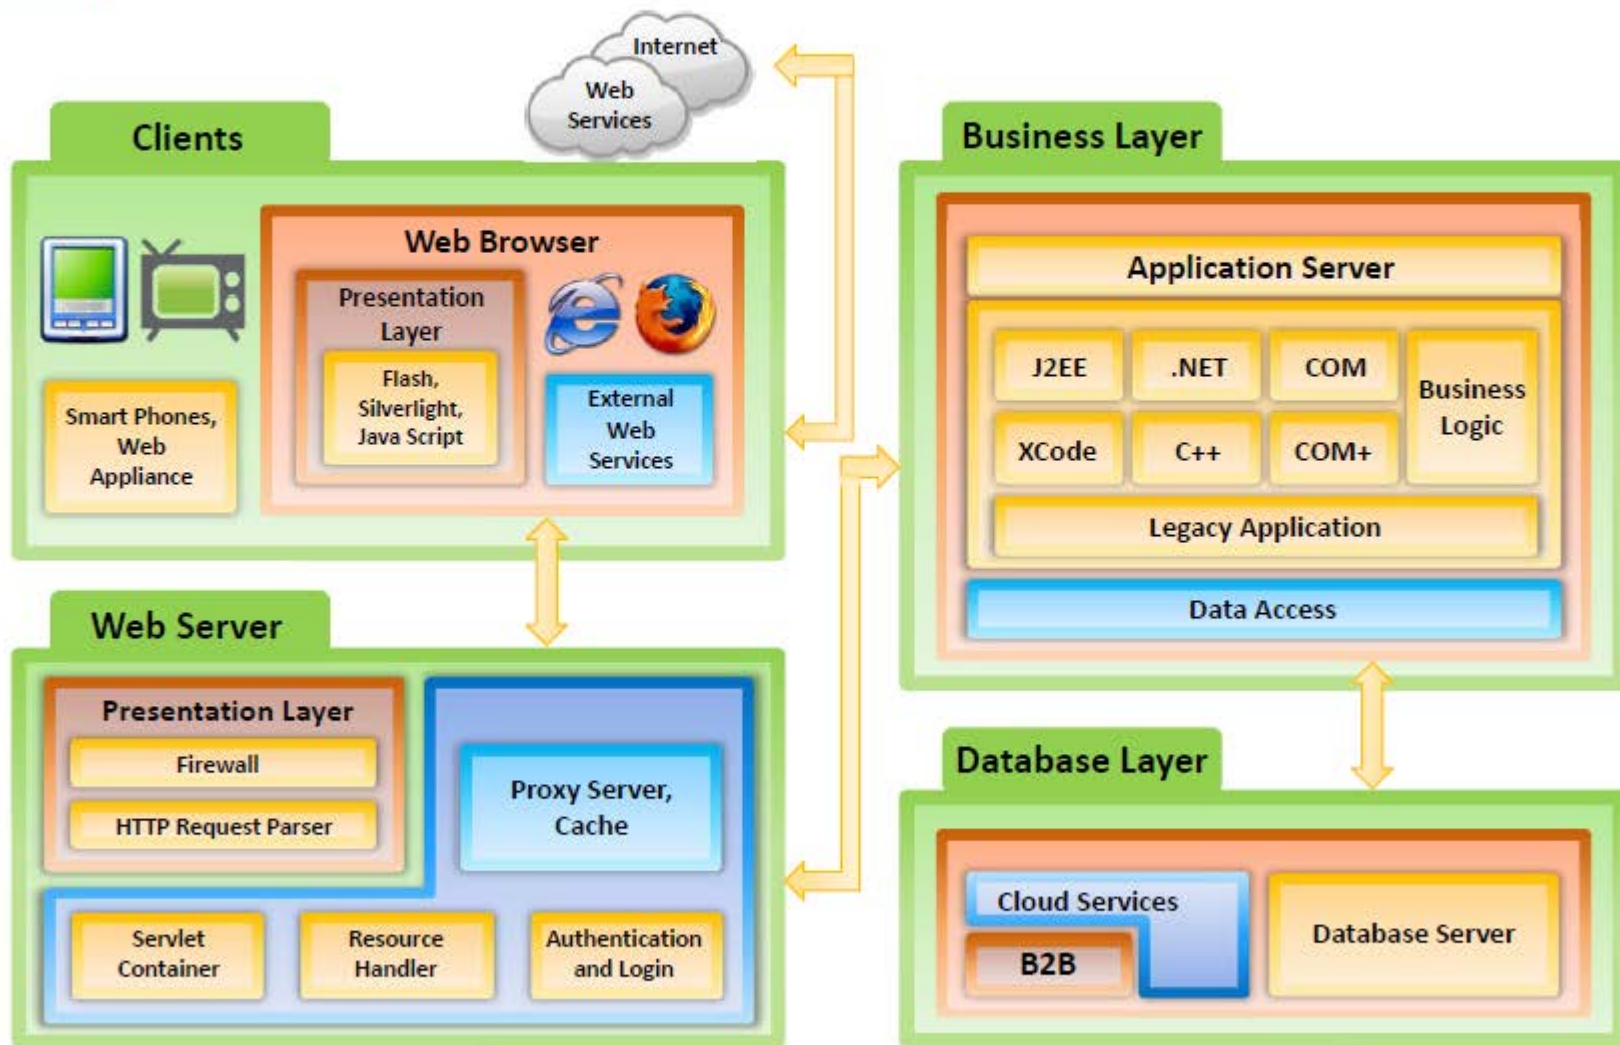 Internet
Web
Services
Clients
Web Browser
Presentation
Layer
Flash,
Silverlight,
Java Script
External
Web
Services
Smart Phones,
Web
Appliance
Business Layer
Application Server
J2EE
.NET
COM
Business
Logic
XCode
C++
COM+
Legacy Application
Data Access
Web Server
Presentation Layer
Firewall
HTTP Request Parser
Proxy Server,
Cache
Servlet
Container
Resource
Handler
Authentication
and Login
Database Layer
Cloud Services
B2B
Database Server